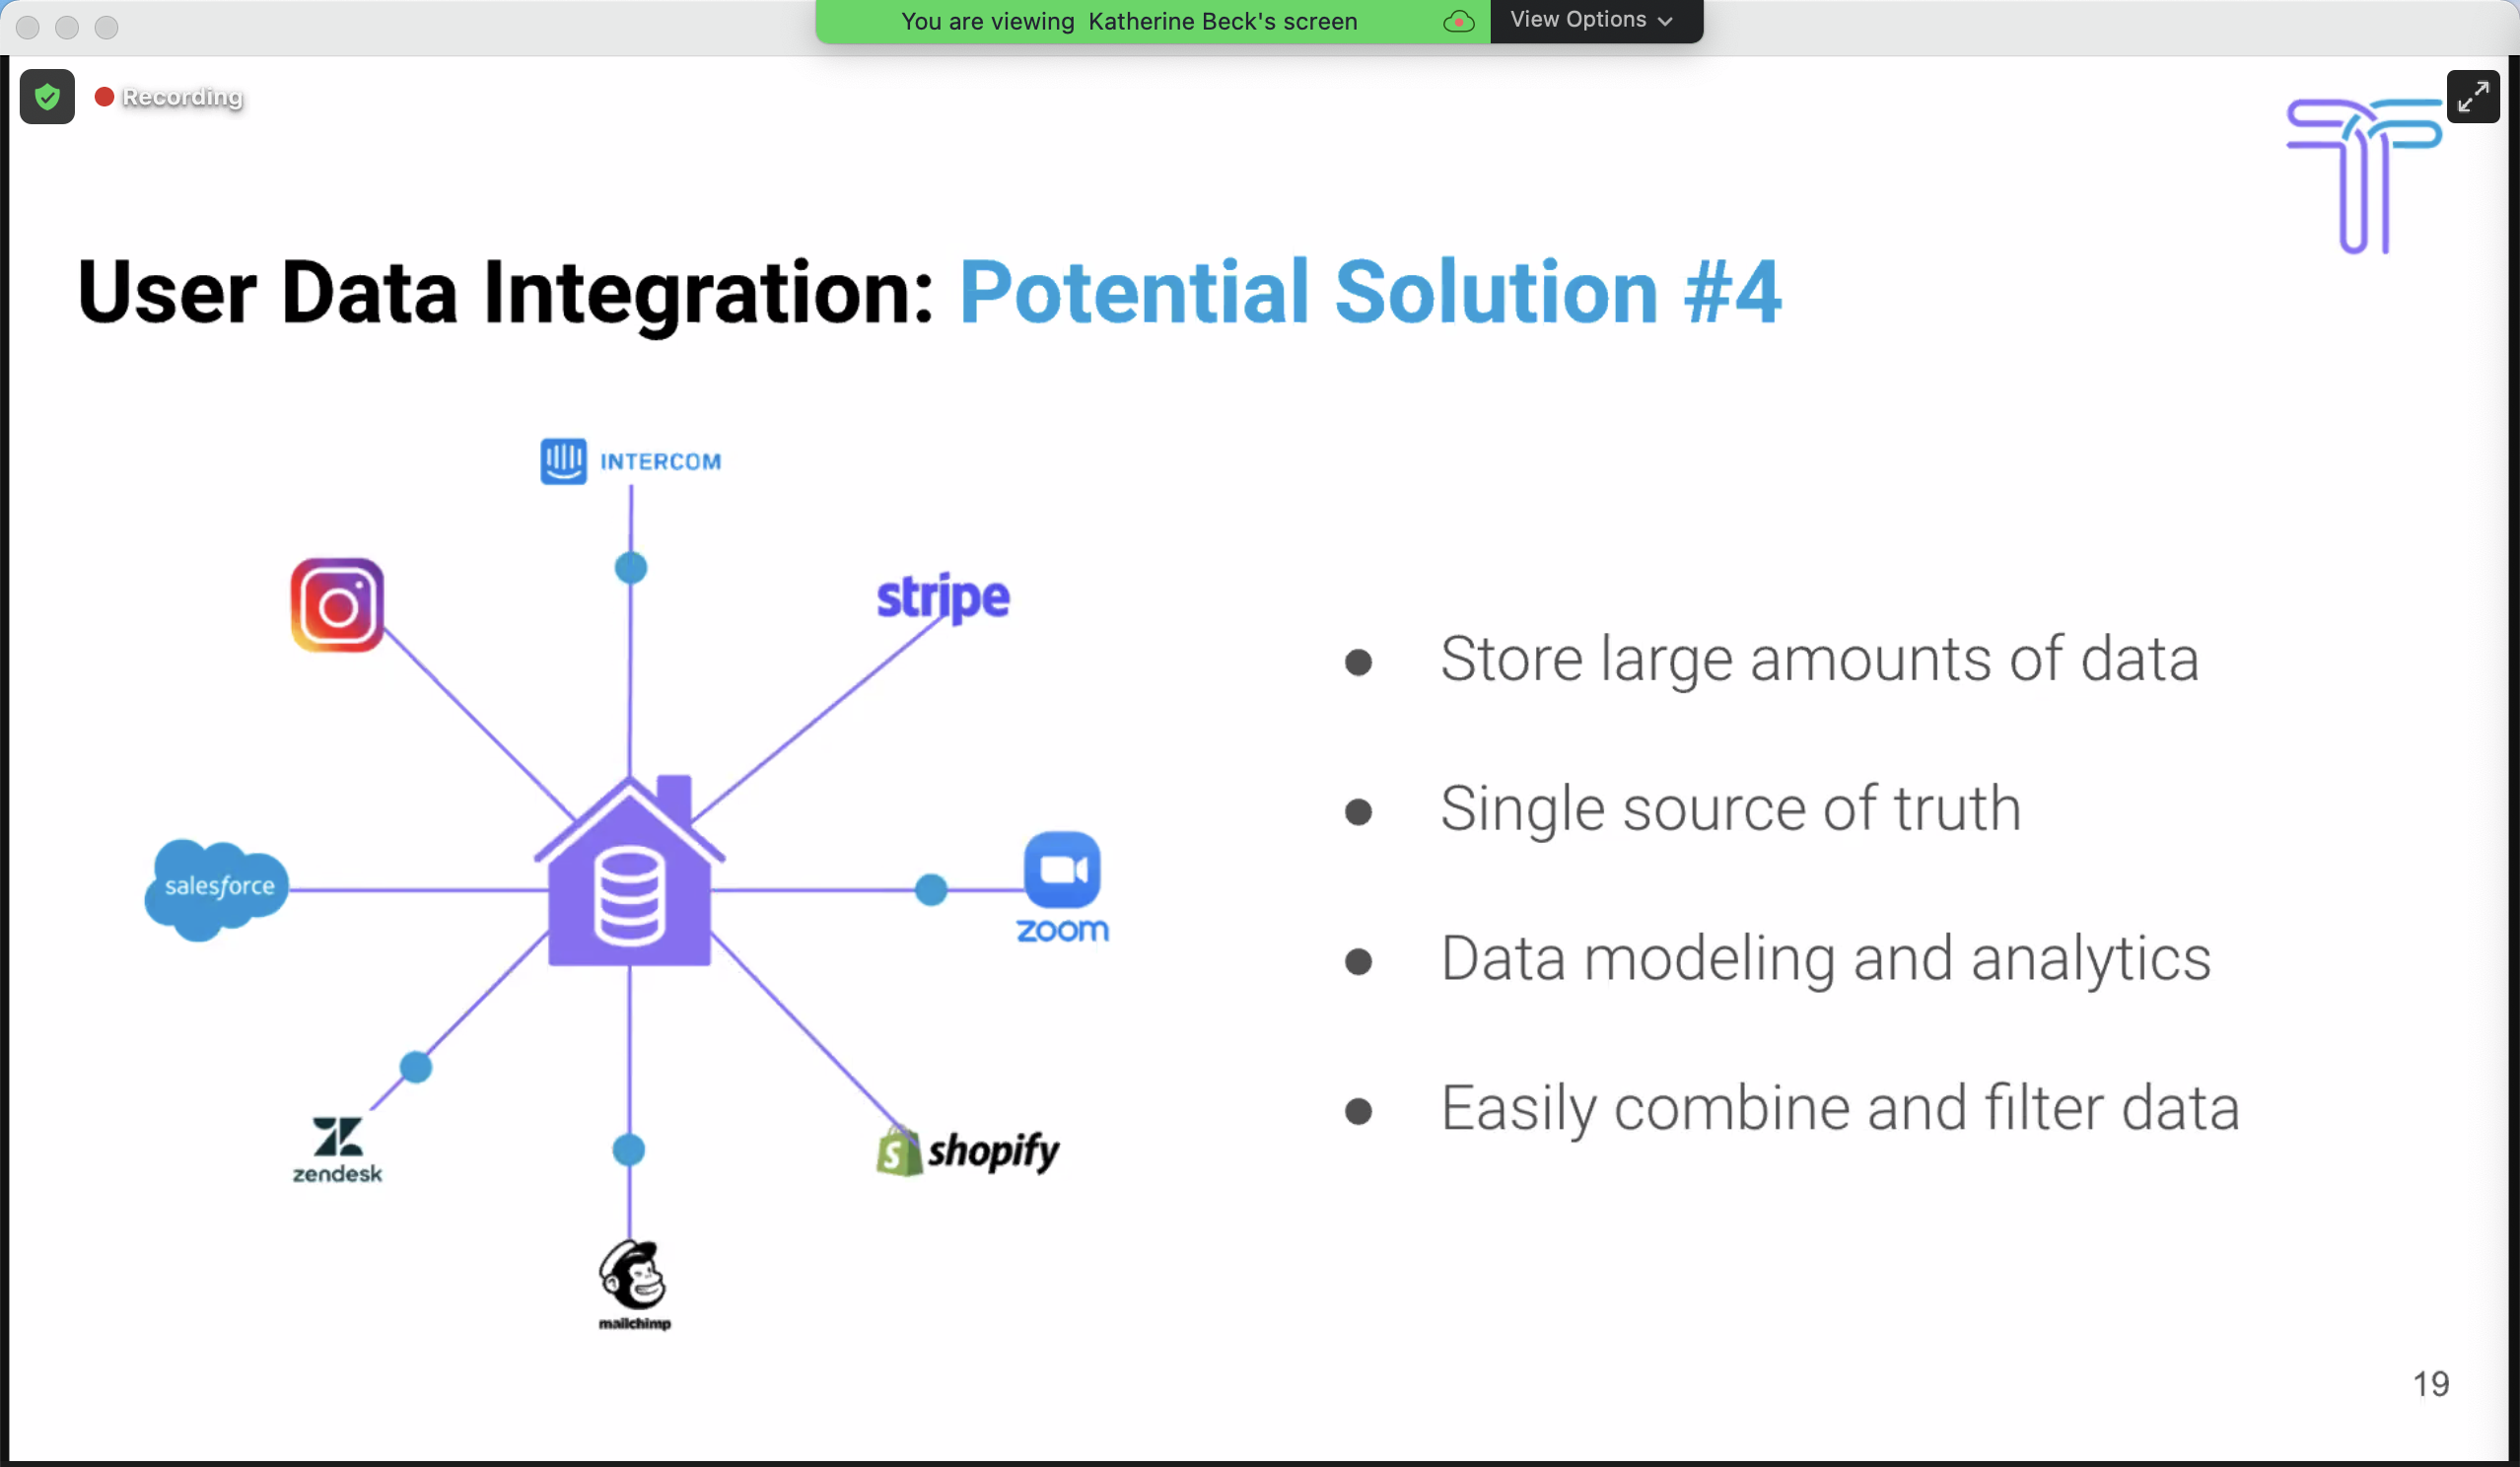 You are viewing Katherine Beck's screen
View Options
Recording
User Data Integration: Potential Solution #4
INTERCOM
stripe
salesforce
zoom
zendesk
shopify
mailchimp
● Store large amounts of data
● Single source of truth
● Data modeling and analytics
● Easily combine and filter data
19